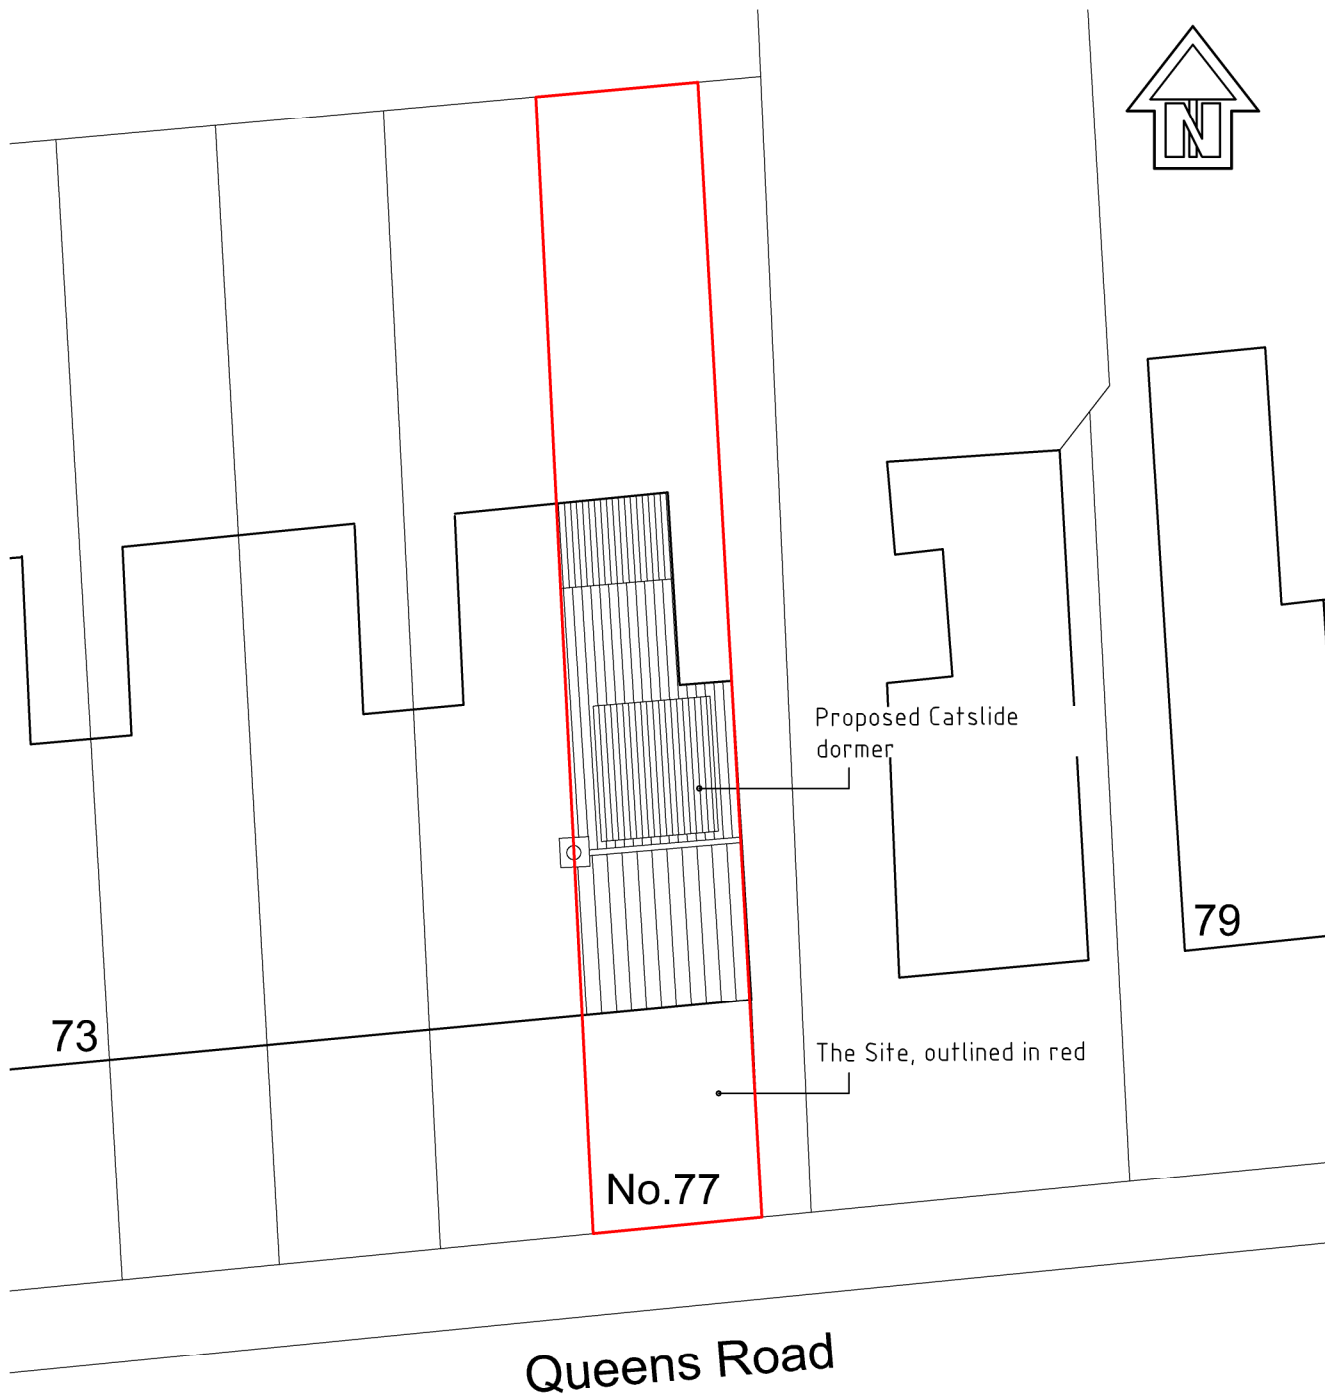 N
Proposed Catslide
dormer
79
73
The Site, outlined in red
No.77
Queens Road